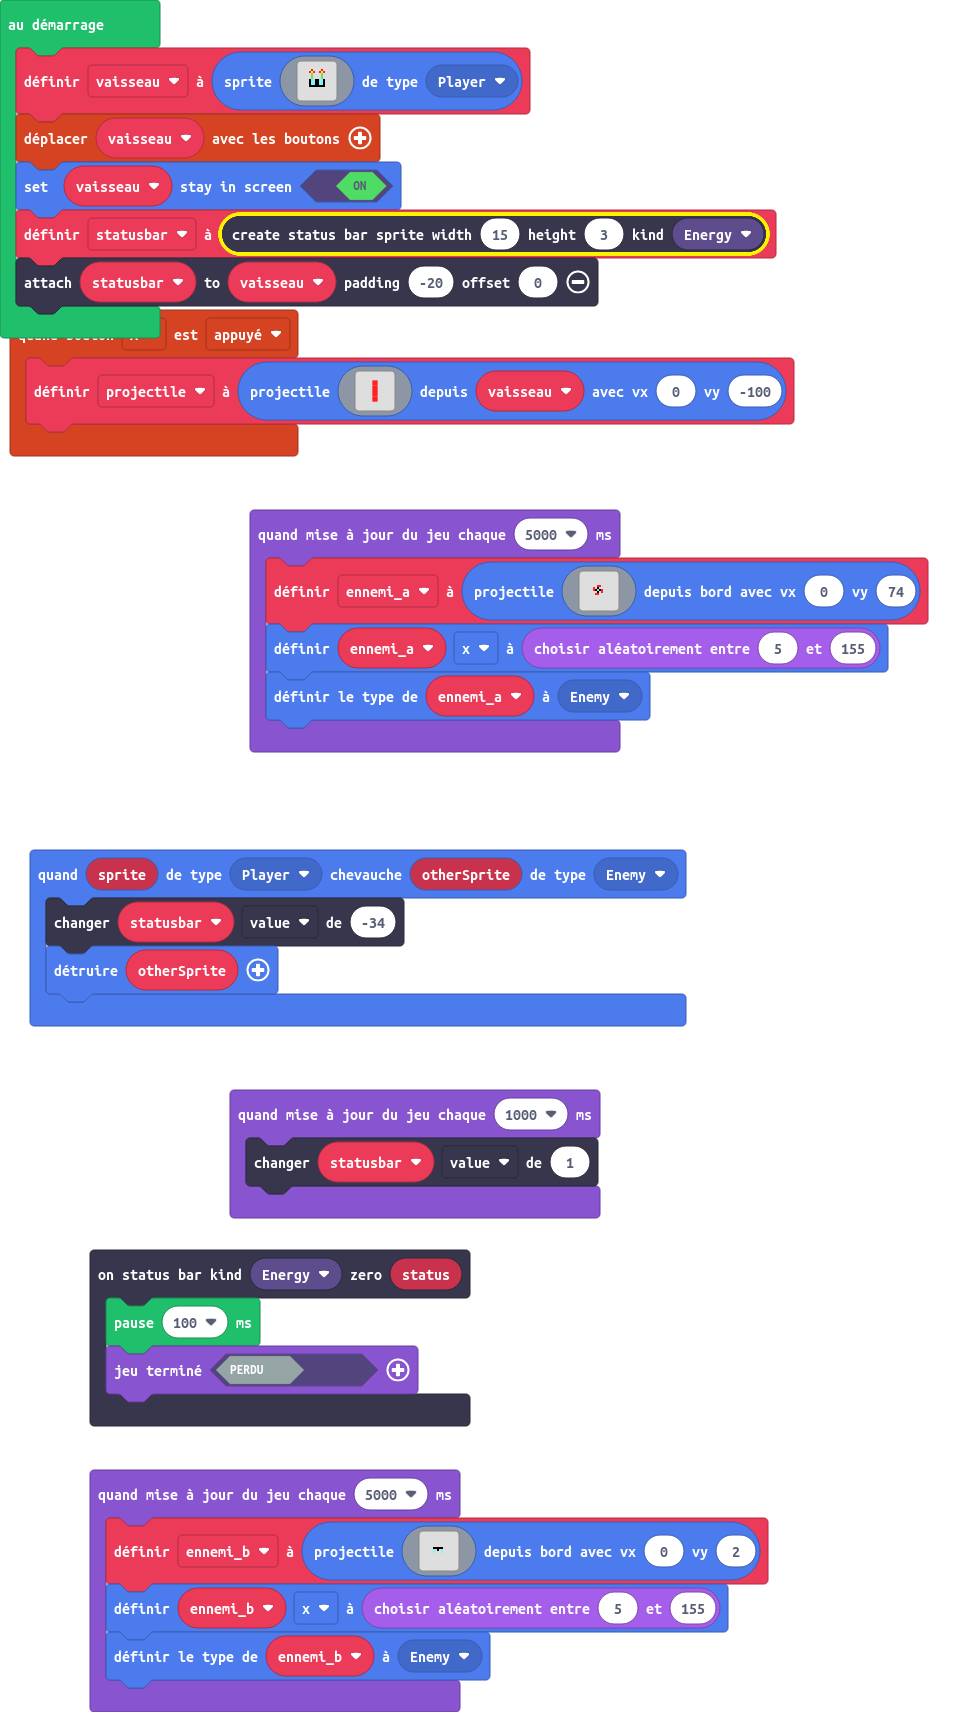 au démarrage
définir vaisseau à sprite de type Player
déplacer vaisseau avec les boutons
set vaisseau stay in screen ON
définir statusbar à create status bar sprite width 15 height 3 kind Energy
attach statusbar to vaisseau padding -20 offset 0
est appuyé
définir projectile à projectile depuis vaisseau avec vx 0 vy -100
quand mise à jour du jeu chaque 5000 ms
définir ennemi_a à projectile depuis bord avec vx 0 vy 74
définir ennemi_a x à choisir aléatoirement entre 5 et 155
définir le type de ennemi_a à Enemy
quand sprite de type Player chevauche otherSprite de type Enemy
changer statusbar value de -34
détruire otherSprite
quand mise à jour du jeu chaque 1000 ms
changer statusbar value de 1
on status bar kind Energy zero status
pause 100 ms
jeu terminé PERDU
quand mise à jour du jeu chaque 5000 ms
définir ennemi_b à projectile depuis bord avec vx 0 vy 2
définir ennemi_b x à choisir aléatoirement entre 5 et 155
définir le type de ennemi_b à Enemy